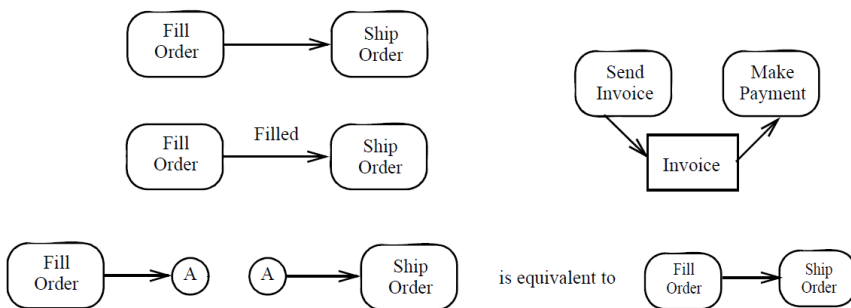 Fill
Order
Ship
Order
Send
Invoice
Make
Payment
Invoice
Fill
Order
Filled
Ship
Order
Fill
Order
A
A
Ship
Order
is equivalent to
Fill
Order
Ship
Order